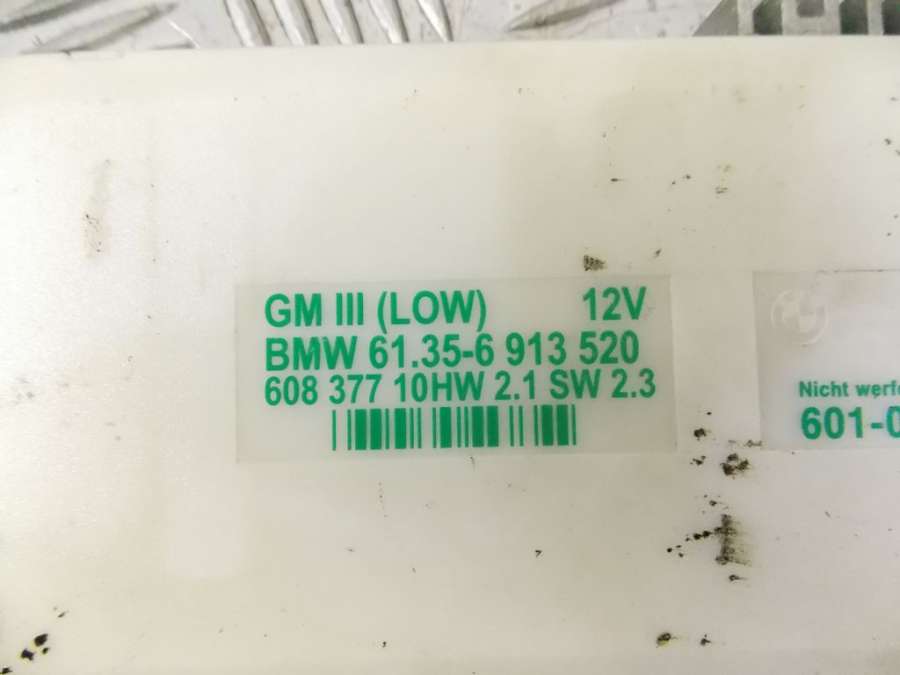 GM III (LOW) 12V
BMW 61.35-6 913 520
608 377 10HW 2.1 SW 2.3
Nicht
601-0